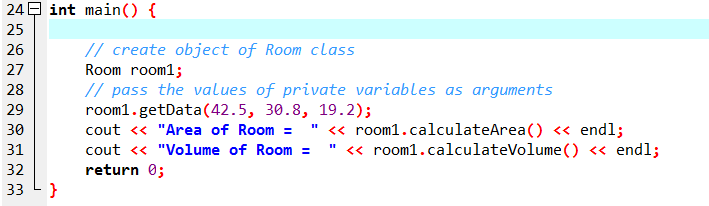 24 int main() {
25
26 // create object of Room class
27 Room room1;
28 // pass the values of private variables as arguments
29 room1.getData(42.5, 30.8, 19.2);
30 cout << "Area of Room =  " << room1.calculateArea() << endl;
31 cout << "Volume of Room =  " << room1.calculateVolume() << endl;
32 return 0;
33 }